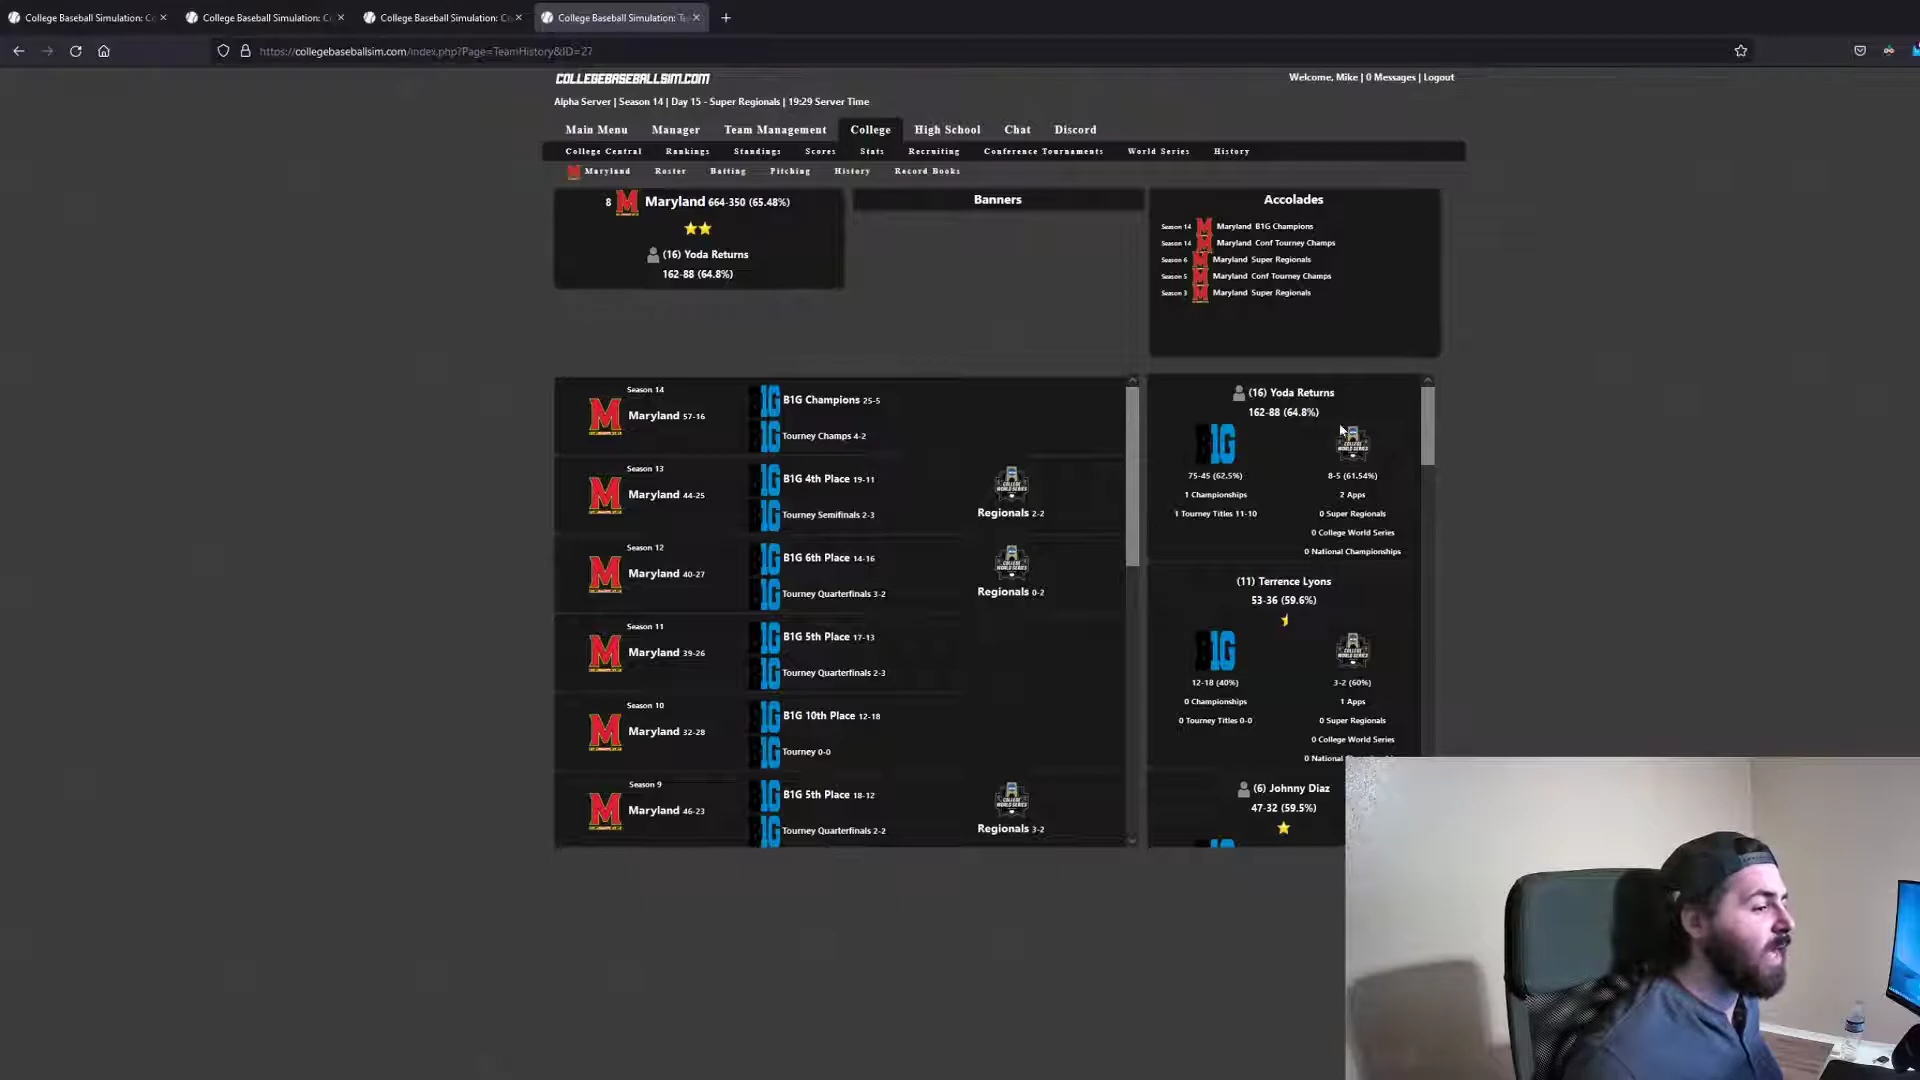 College Baseball Simulation: C
College Baseball Simulation: C
College Baseball Simulation: C
College Baseball Simulation: T
https://collegebaseballsim.com/index.php?Page=TeamHistory&ID=27
COLLEGEBASEBALLSIM.COM
Welcome, Mike | 0 Messages | Logout
Alpha Server | Season 14 | Day 15 - Super Regionals | 19:29 Server Time
Main Menu Manager Team Management College High School Chat Discord
College Central Rankings Standings Scores Stats Recruiting Conference Tournaments World Series History
Maryland Roster Batting Pitching History Record Books
8 Maryland 664-350 (65.48%)
(16) Yoda Returns
162-88 (64.8%)
Banners
Accolades
Season 14 Maryland B1G Champions
Season 14 Maryland Conf Tourney Champs
Season 6 Maryland Super Regionals
Season 5 Maryland Conf Tourney Champs
Season 3 Maryland Super Regionals
Season 14
Maryland 57-16
B1G Champions 25-5
Tourney Champs 4-2
Season 13
Maryland 44-25
B1G 4th Place 19-11
Tourney Semifinals 2-3
Regionals 2-2
Season 12
Maryland 40-27
B1G 6th Place 14-16
Tourney Quarterfinals 3-2
Regionals 0-2
Season 11
Maryland 39-26
B1G 5th Place 17-13
Tourney Quarterfinals 2-3
Season 10
Maryland 32-28
B1G 10th Place 12-18
Tourney 0-0
Season 9
Maryland 46-23
B1G 5th Place 18-12
Tourney Quarterfinals 2-2
Regionals 3-2
(16) Yoda Returns
162-88 (64.8%)
75-45 (62.5%)
1 Championships
1 Tourney Titles 11-10
8-5 (61.54%)
2 Apps
0 Super Regionals
0 College World Series
0 National Championships
(11) Terrence Lyons
53-36 (59.6%)
12-18 (40%)
0 Championships
0 Tourney Titles 0-0
3-2 (60%)
1 Apps
0 Super Regionals
0 College World Series
0 National
(6) Johnny Diaz
47-32 (59.5%)